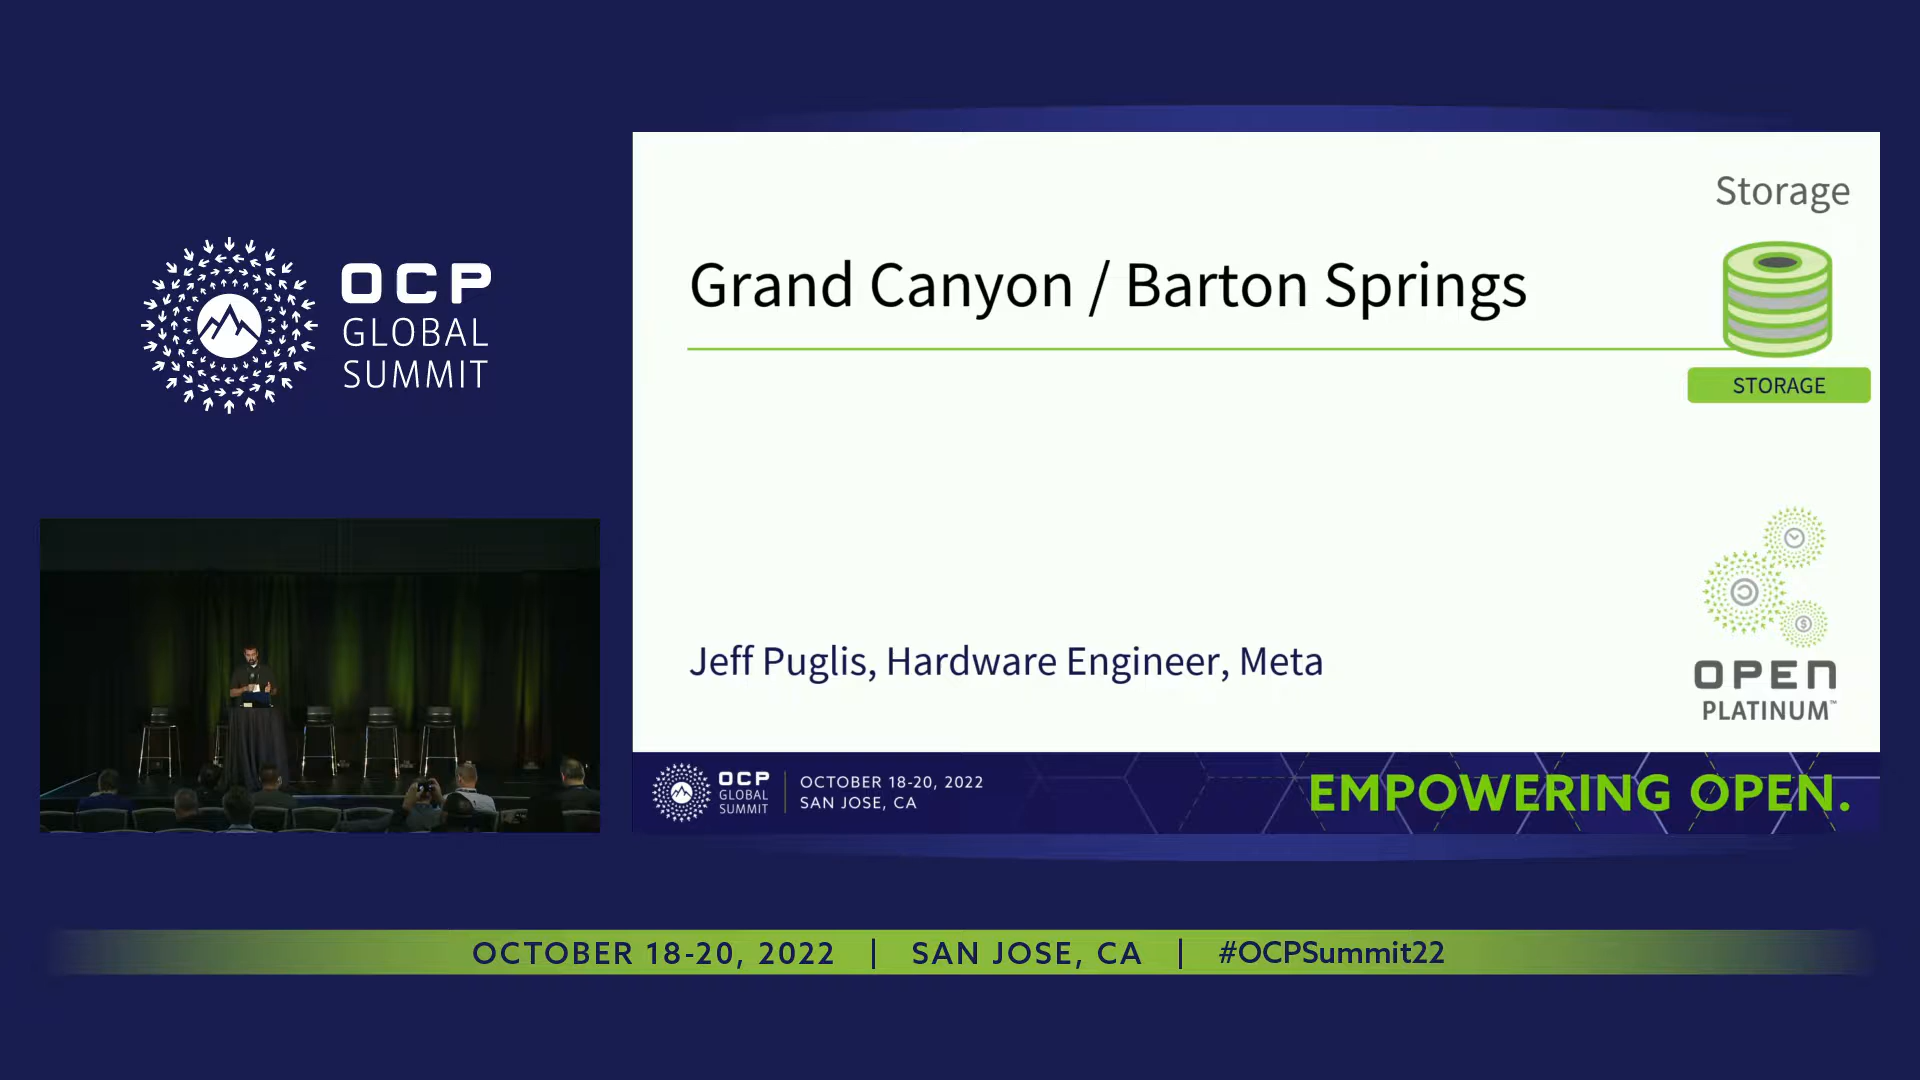 OCP
GLOBAL
SUMMIT
Storage
Grand Canyon / Barton Springs
STORAGE
Jeff Puglis, Hardware Engineer, Meta
$
OPEN
PLATINUM™
OCP
GLOBAL
SUMMIT
OCTOBER 18-20, 2022
SAN JOSE, CA
EMPOWERING OPEN.
OCTOBER 18-20, 2022 | SAN JOSE, CA | #OCPSummit22